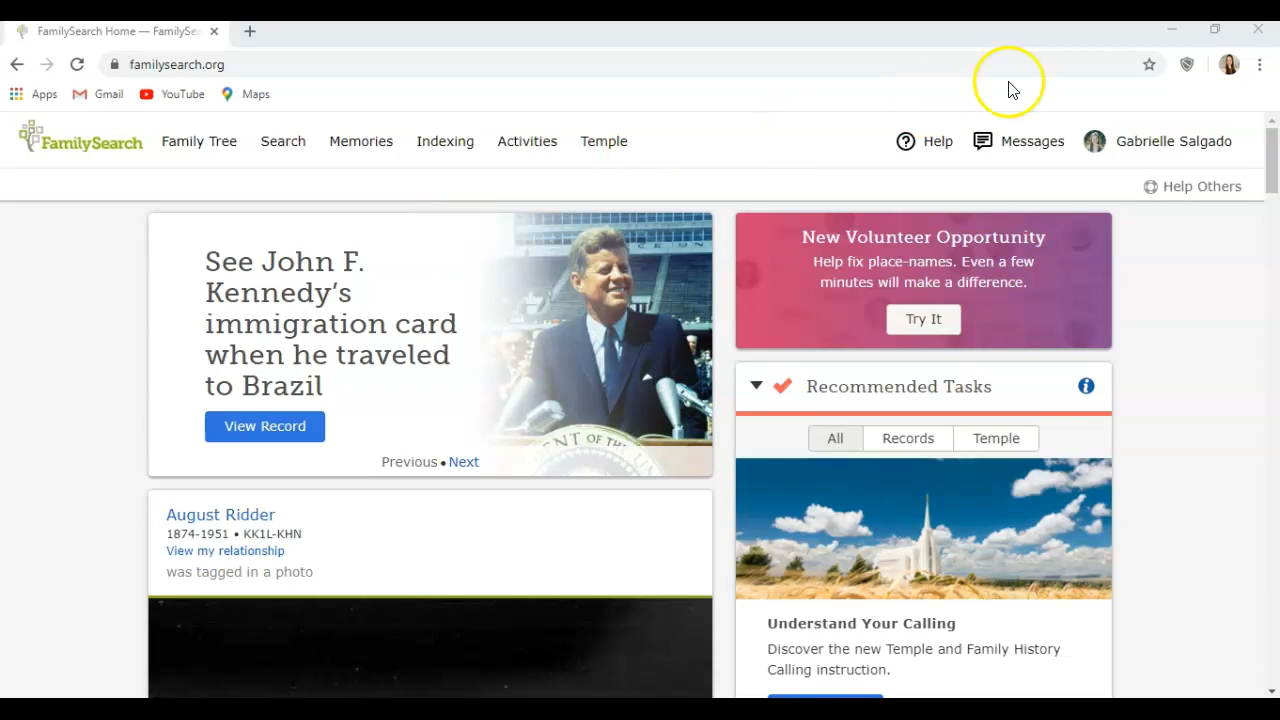 FamilySearch Home — FamilySe
familysearch.org
Apps Gmail YouTube Maps
FamilySearch Family Tree Search Memories Indexing Activities Temple Help Messages Gabrielle Salgado
Help Others
See John F.
Kennedy’s
immigration card
when he traveled
to Brazil
View Record
Previous • Next
ENT OF THE UN
New Volunteer Opportunity
Help fix place-names. Even a few
minutes will make a difference.
Try It
Recommended Tasks
All Records Temple
August Ridder
1874-1951 • KK1L-KHN
View my relationship
was tagged in a photo
Understand Your Calling
Discover the new Temple and Family History
Calling instruction.